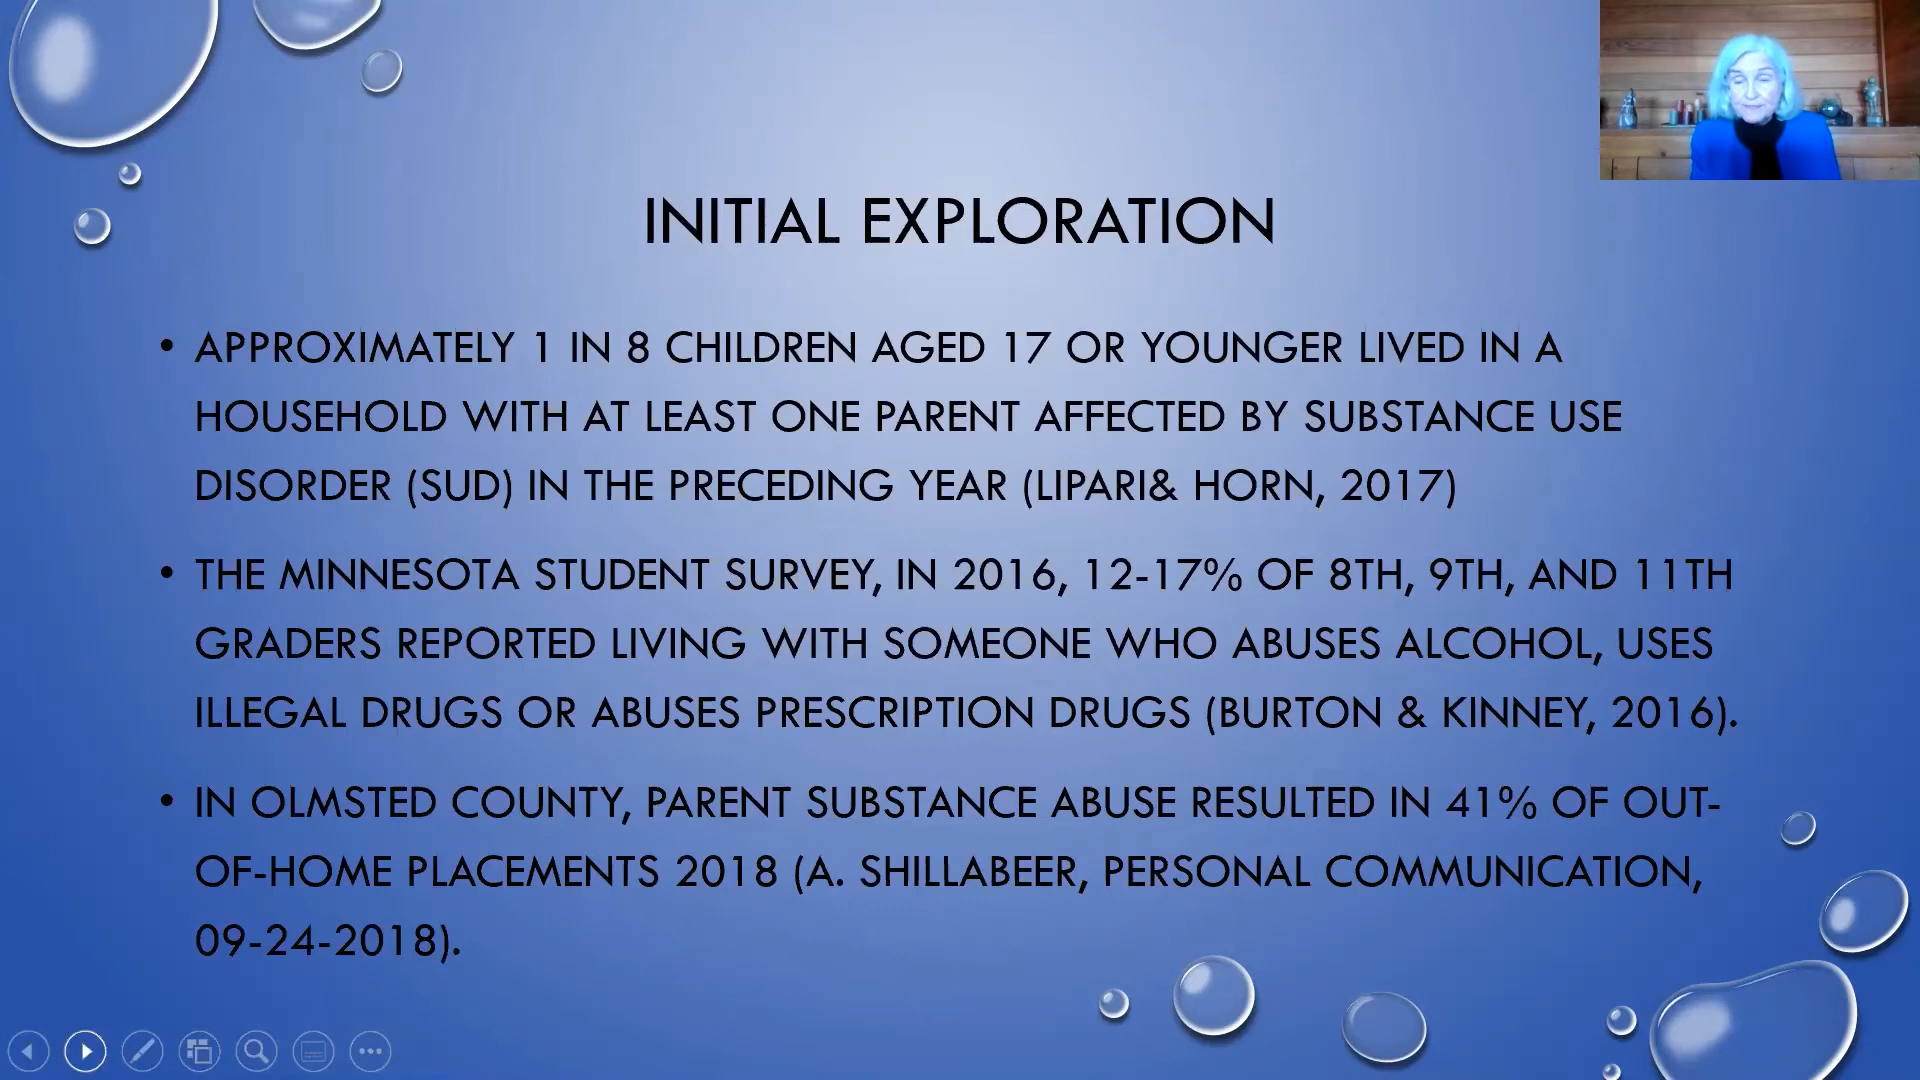 INITIAL EXPLORATION
• APPROXIMATELY 1 IN 8 CHILDREN AGED 17 OR YOUNGER LIVED IN A
HOUSEHOLD WITH AT LEAST ONE PARENT AFFECTED BY SUBSTANCE USE
DISORDER (SUD) IN THE PRECEDING YEAR (LIPARI& HORN, 2017)
• THE MINNESOTA STUDENT SURVEY, IN 2016, 12-17% OF 8TH, 9TH, AND 11TH
GRADERS REPORTED LIVING WITH SOMEONE WHO ABUSES ALCOHOL, USES
ILLEGAL DRUGS OR ABUSES PRESCRIPTION DRUGS (BURTON & KINNEY, 2016).
• IN OLMSTED COUNTY, PARENT SUBSTANCE ABUSE RESULTED IN 41% OF OUT-
OF-HOME PLACEMENTS 2018 (A. SHILLABEER, PERSONAL COMMUNICATION,
09-24-2018).